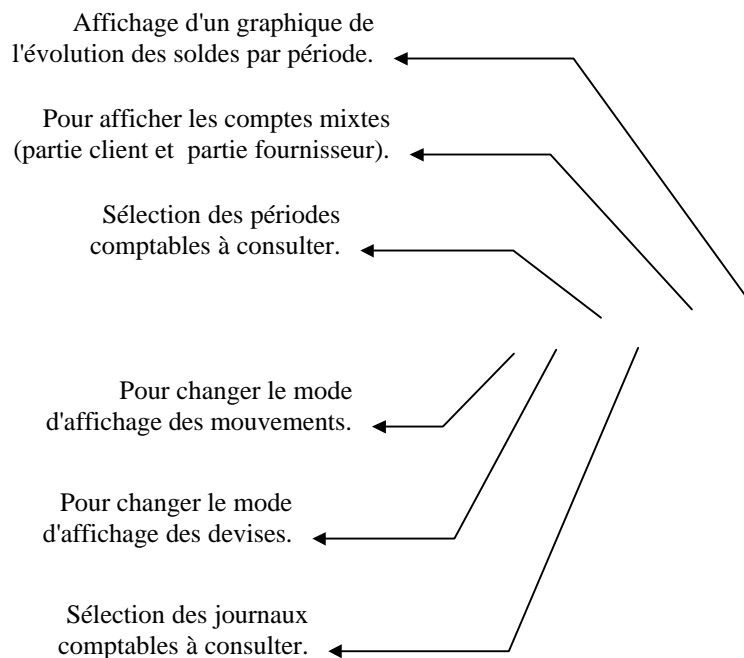 Affichage d'un graphique de
l'évolution des soldes par période.
Pour afficher les comptes mixtes
(partie client et partie fournisseur).
Sélection des périodes
comptables à consulter.
Pour changer le mode
d'affichage des mouvements.
Pour changer le mode
d'affichage des devises.
Sélection des journaux
comptables à consulter.